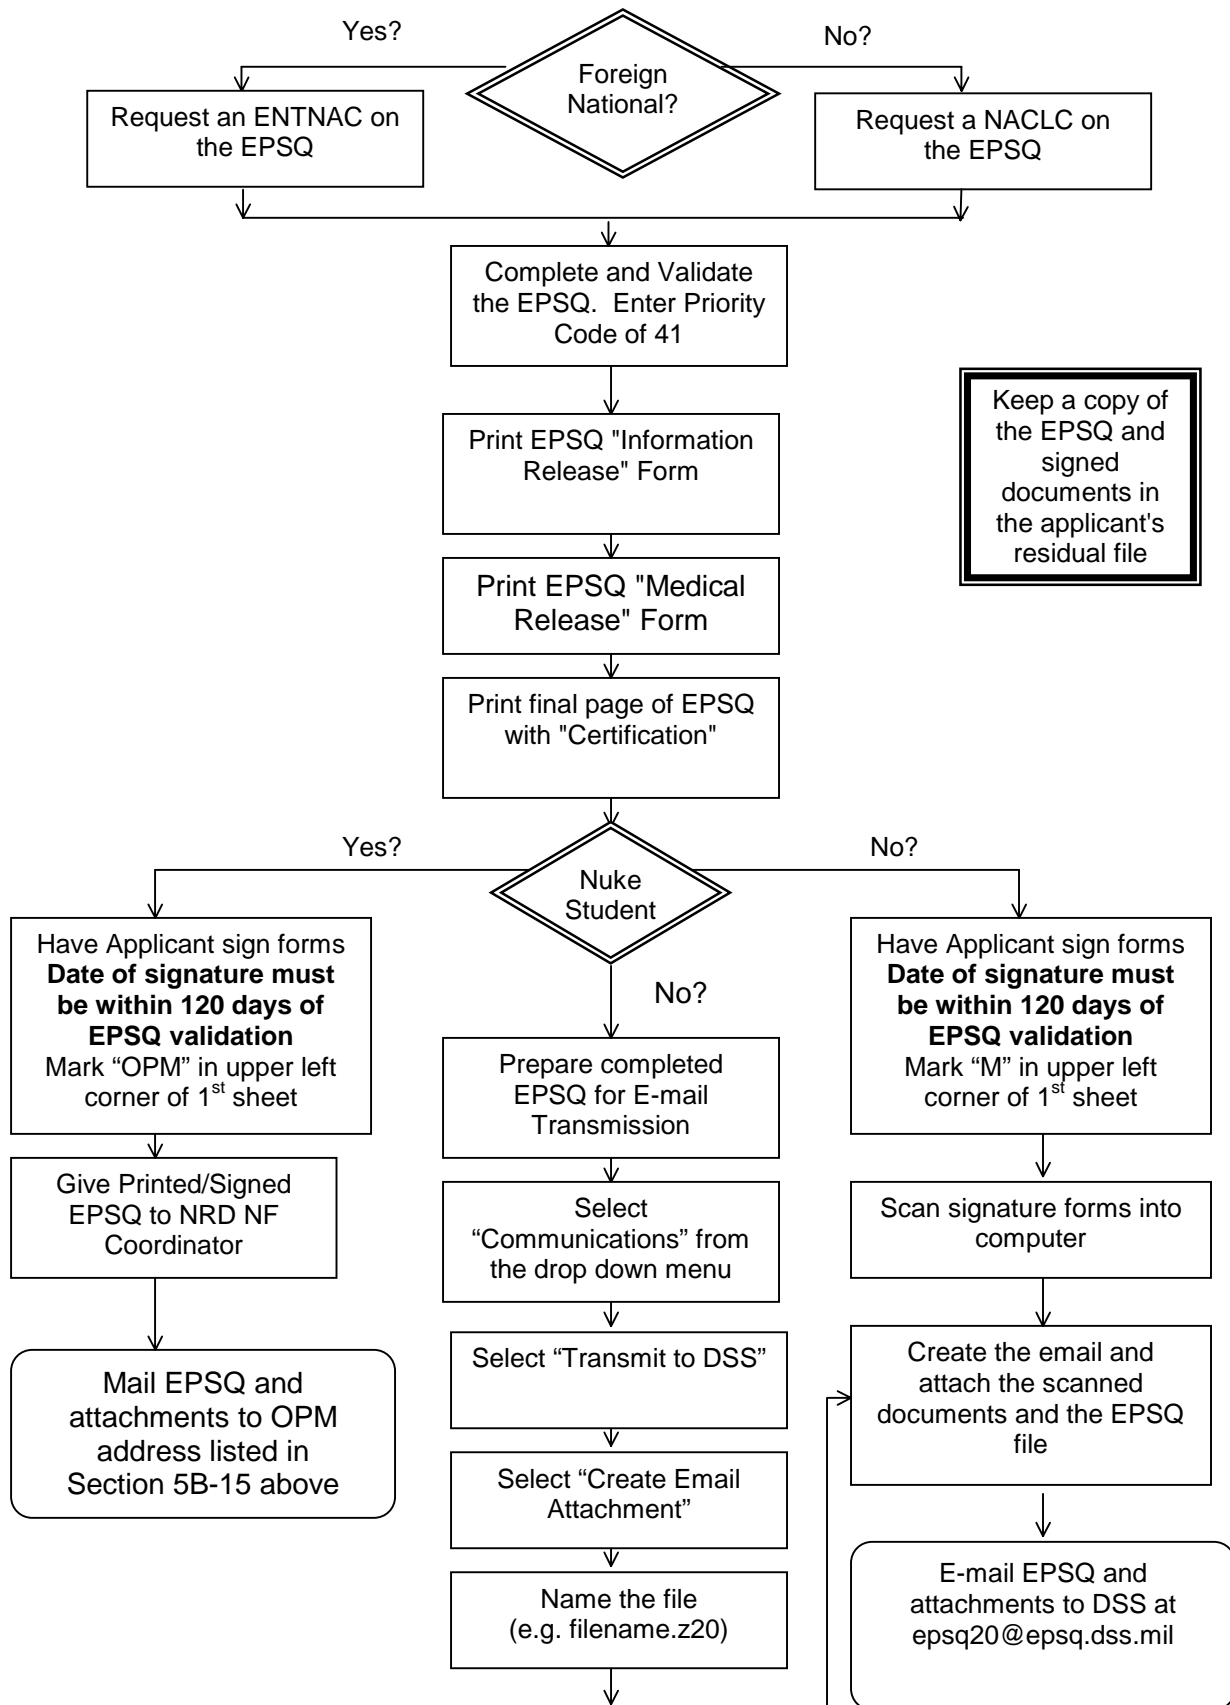 Yes?
No?
Foreign
National?
Request an ENTNAC on
the EPSQ
Request a NACLC on
the EPSQ
Complete and Validate
the EPSQ.  Enter Priority
Code of 41
Keep a copy of
the EPSQ and
signed
documents in
the applicant's
residual file
Print EPSQ "Information
Release" Form
Print EPSQ "Medical
Release" Form
Print final page of EPSQ
with "Certification"
Yes?
No?
Nuke
Student
Have Applicant sign forms
Date of signature must
be within 120 days of
EPSQ validation
Mark “OPM” in upper left
corner of 1st sheet
Give Printed/Signed
EPSQ to NRD NF
Coordinator
Mail EPSQ and
attachments to OPM
address listed in
Section 5B-15 above
No?
Prepare completed
EPSQ for E-mail
Transmission
Select
“Communications” from
the drop down menu
Select “Transmit to DSS”
Select “Create Email
Attachment”
Name the file
(e.g. filename.z20)
Have Applicant sign forms
Date of signature must
be within 120 days of
EPSQ validation
Mark “M” in upper left
corner of 1st sheet
Scan signature forms into
computer
Create the email and
attach the scanned
documents and the EPSQ
file
E-mail EPSQ and
attachments to DSS at
epsq20@epsq.dss.mil